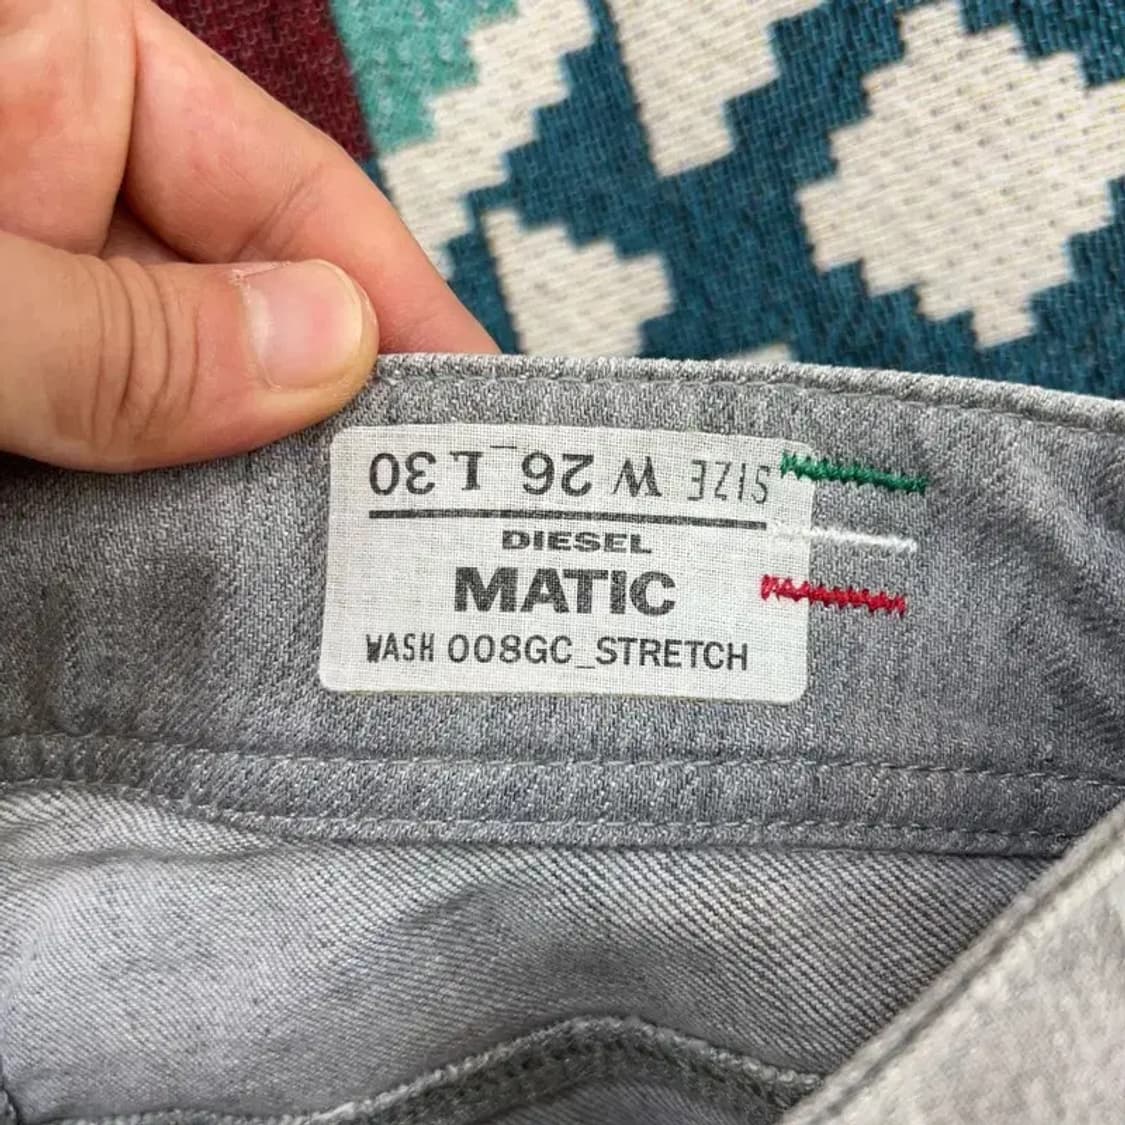 SIZE W 26_L 30
DIESEL
MATIC
WASH 008GC_STRETCH